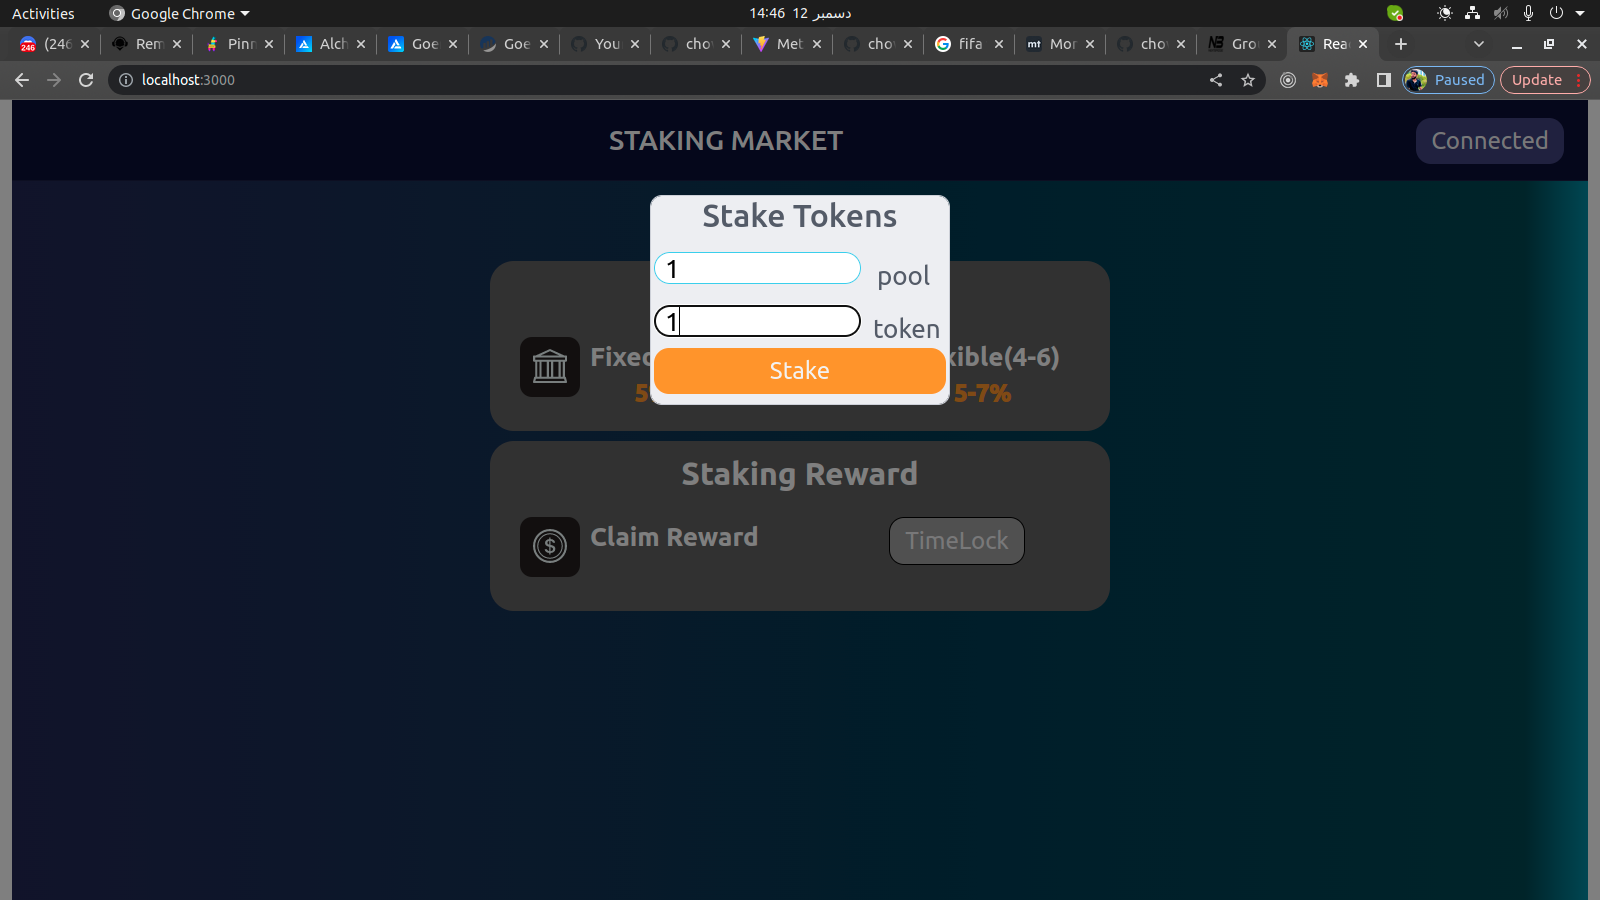 Activities
Google Chrome
14:46 12 دسمبر
(246
Rem
Pinn
Alch
Goe
Goe
You
cho
Met
cho
fifa
Mor
cho
Gro
Rea
localhost:3000
Paused
Update
STAKING MARKET
Connected
Stake Tokens
1 pool
1 token
Stake
Fixed
xible(4-6)
5
5-7%
Staking Reward
Claim Reward
TimeLock